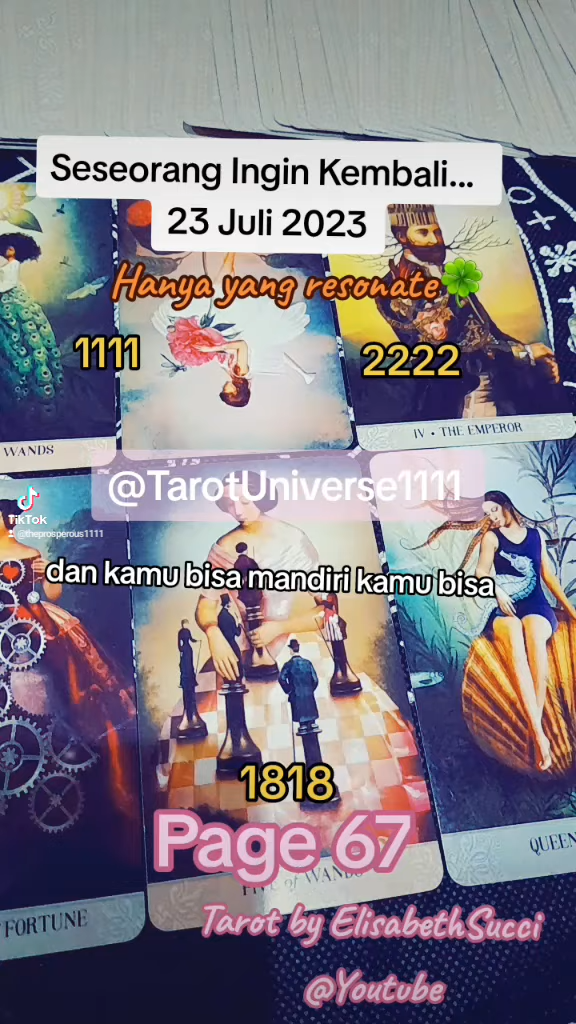 Seseorang Ingin Kembali...
23 Juli 2023
Hanya yang resonate🍀
1111
2222
WANDS
IV • THE EMPEROR
@TarotUniverse1111
TikTok
@theprosperous1111
dan kamu bisa mandiri kamu bisa
1818
Page 67
FIVE of WANDS
QUEEN
FORTUNE
Tarot by ElisabethSucci
@Youtube